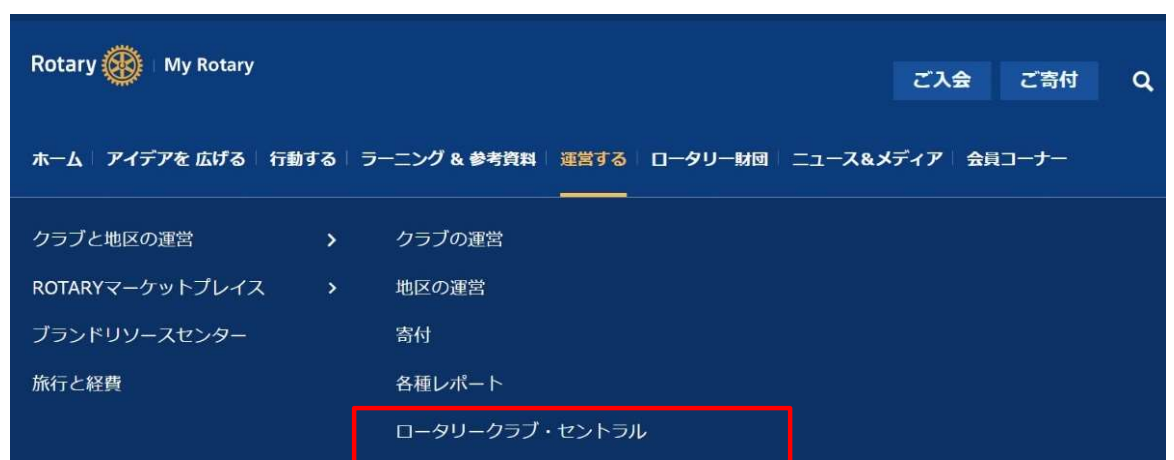 Rotary | My Rotary
ご入会 ご寄付
ホーム | アイデアを 広げる | 行動する | ラーニング & 参考資料 | 運営する | ロータリー財団 | ニュース&メディア | 会員コーナー
クラブと地区の運営 > クラブの運営
ROTARYマーケットプレイス > 地区の運営
ブランドリソースセンター 寄付
旅行と経費 各種レポート
ロータリークラブ・セントラル